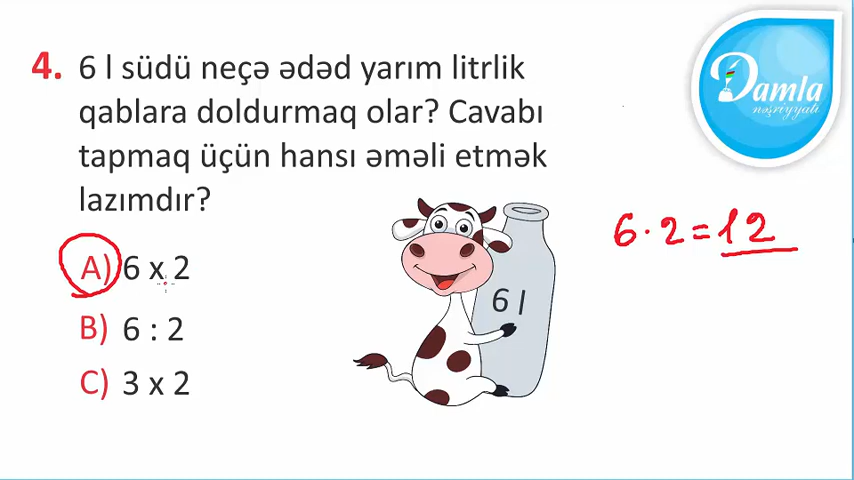 4. 6 l südü neçə ədəd yarım litrlik
qablara doldurmaq olar? Cavabı
tapmaq üçün hansı əməli etmək
lazımdır?
A) 6 x 2
B) 6 : 2
C) 3 x 2
6 l
6 · 2 = 12
Damla
nəşriyyatı